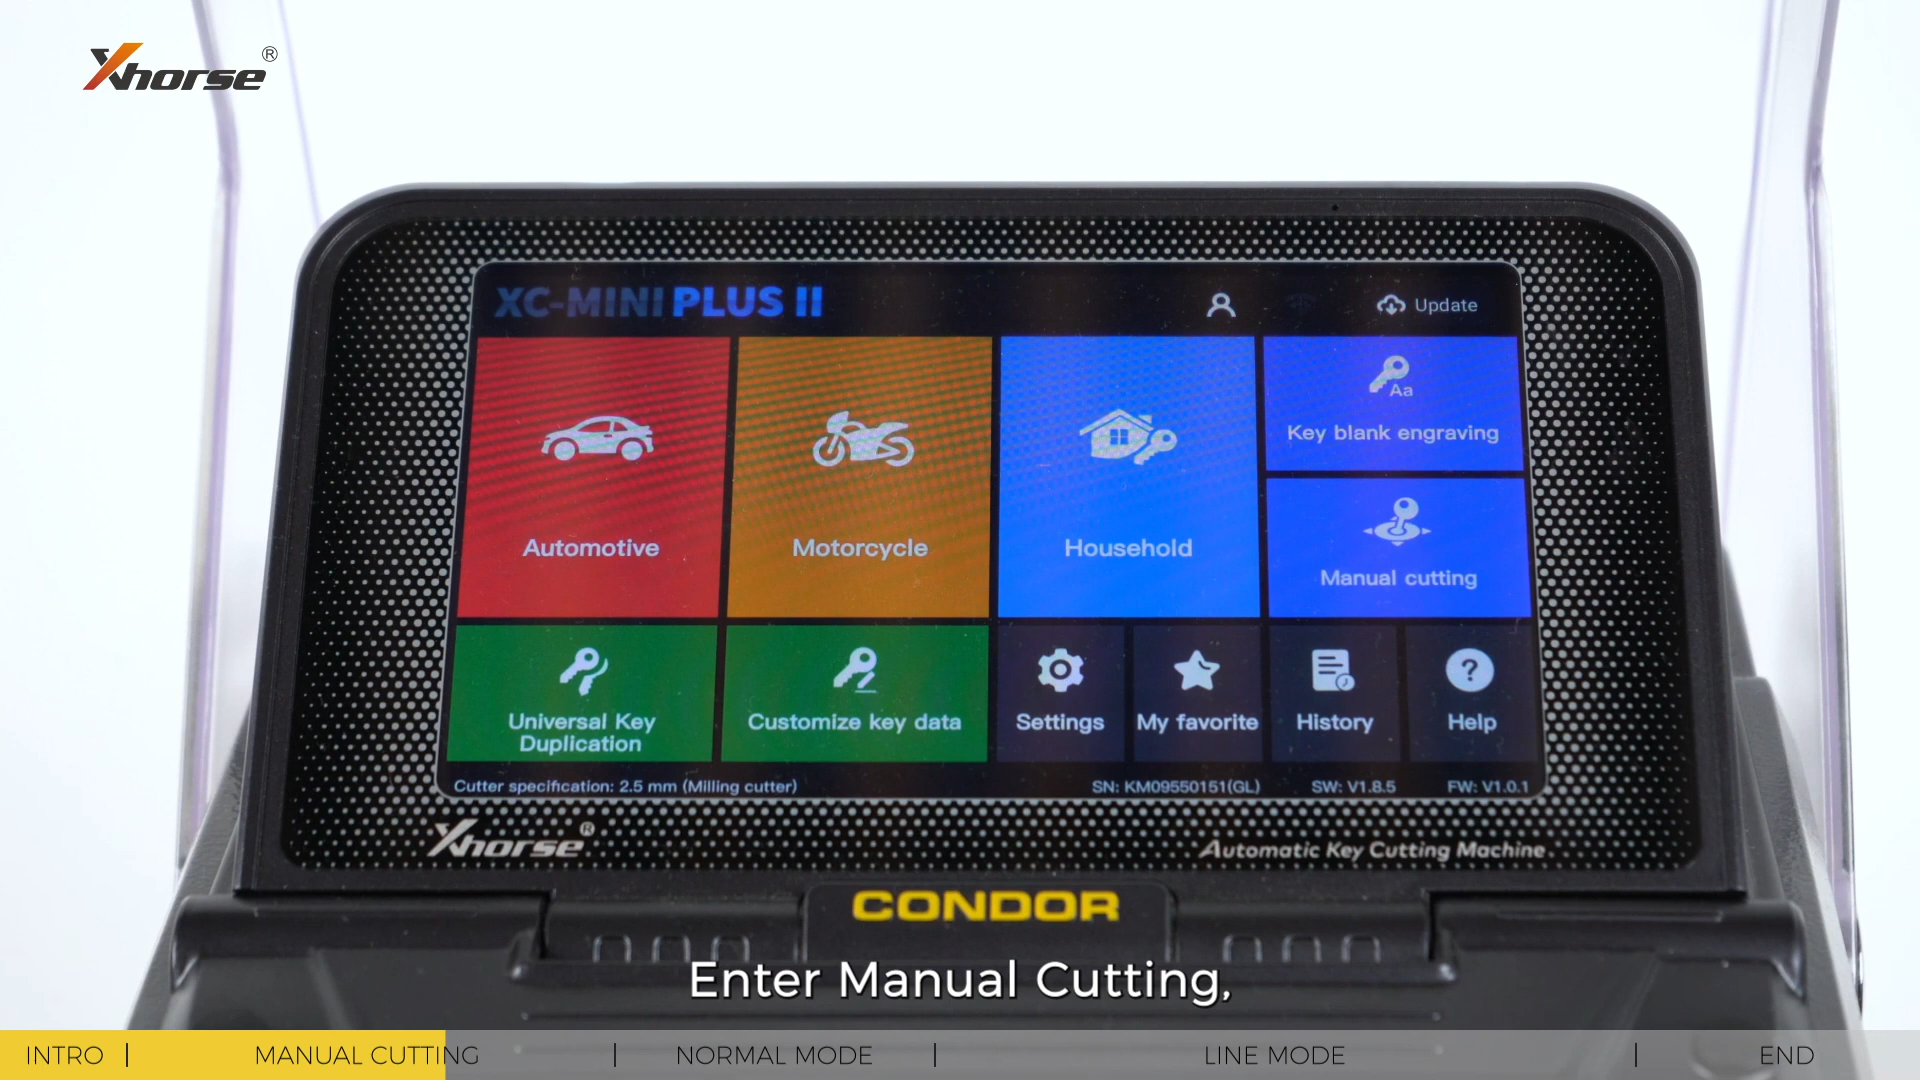 Xhorse®
XC-MINI PLUS II
Update
Automotive
Motorcycle
Household
Aa
Key blank engraving
Manual cutting
Universal Key
Duplication
Customize key data
Settings
My favorite
History
?
Help
Cutter specification: 2.5 mm (Milling cutter)
SN: KM09550151(GL)
SW: V1.8.5
FW: V1.0.1
Xhorse®
Automatic Key Cutting Machine
CONDOR
Enter Manual Cutting,
INTRO | MANUAL CUTTING | NORMAL MODE | LINE MODE | END